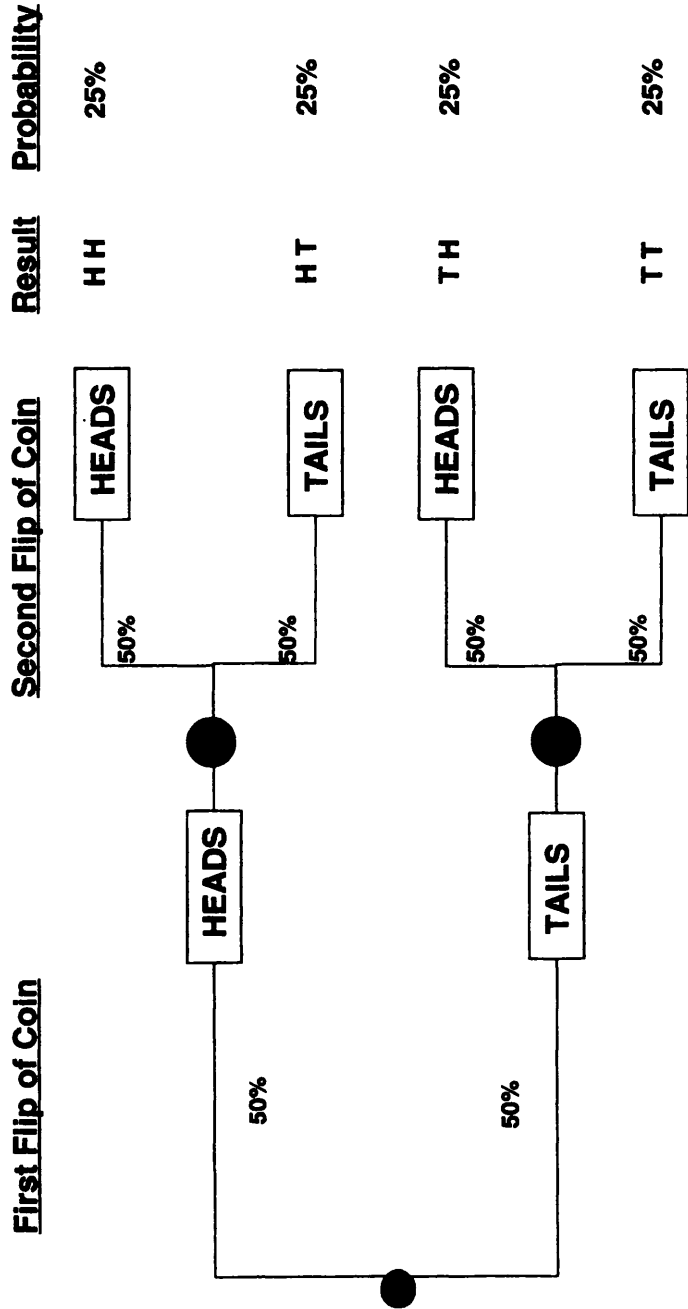 First Flip of Coin Second Flip of Coin Result Probability
50% HEADS 50% HEADS H H 25%
50% TAILS H T 25%
50% TAILS 50% HEADS T H 25%
50% TAILS T T 25%